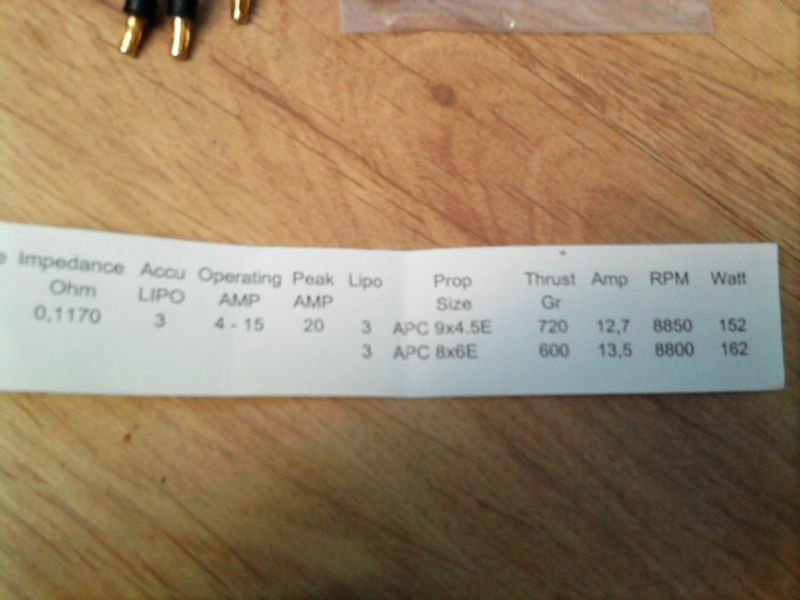 e Impedance Accu Operating Peak Lipo Prop Thrust Amp RPM Watt
Ohm LIPO AMP AMP Size Gr
0,1170 3 4 - 15 20 3 APC 9x4.5E 720 12,7 8850 152
3 APC 8x6E 600 13,5 8800 162